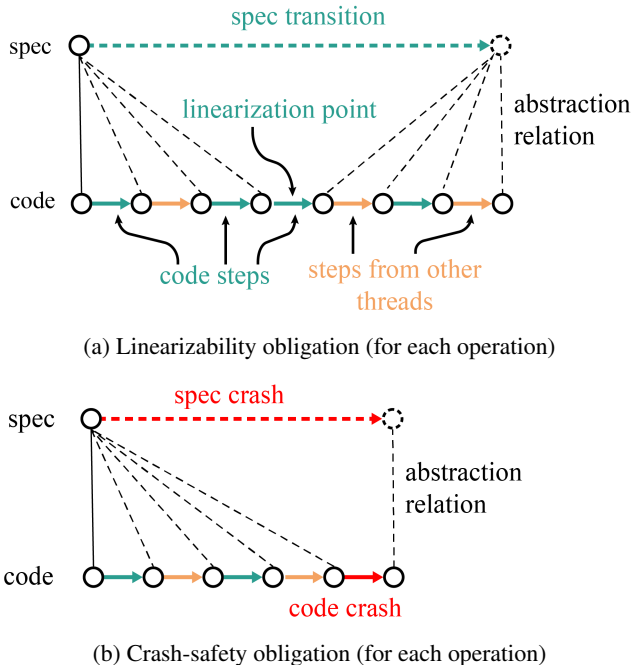 spec transition
spec
linearization point
abstraction
relation
code
code steps
steps from other
threads
(a) Linearizability obligation (for each operation)
spec crash
spec
abstraction
relation
code
code crash
(b) Crash-safety obligation (for each operation)